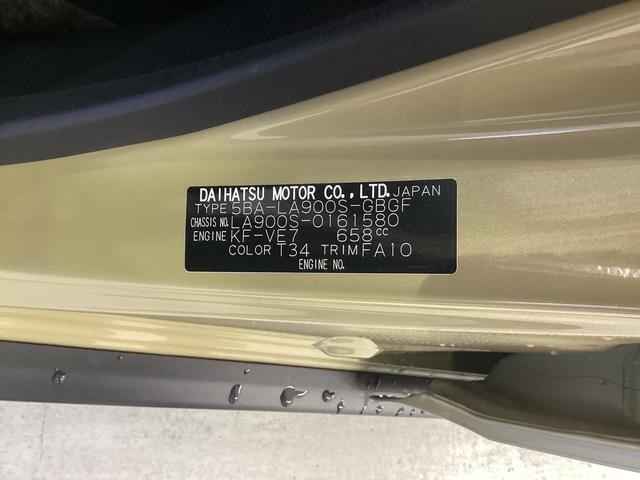 DAIHATSU MOTOR CO., LTD. JAPAN
TYPE 5BA-LA900S-GBGF
CHASSIS NO. LA900S-0161580
ENGINE KF-VE7 658CC
COLOR T34 TRIM FA10
ENGINE NO.